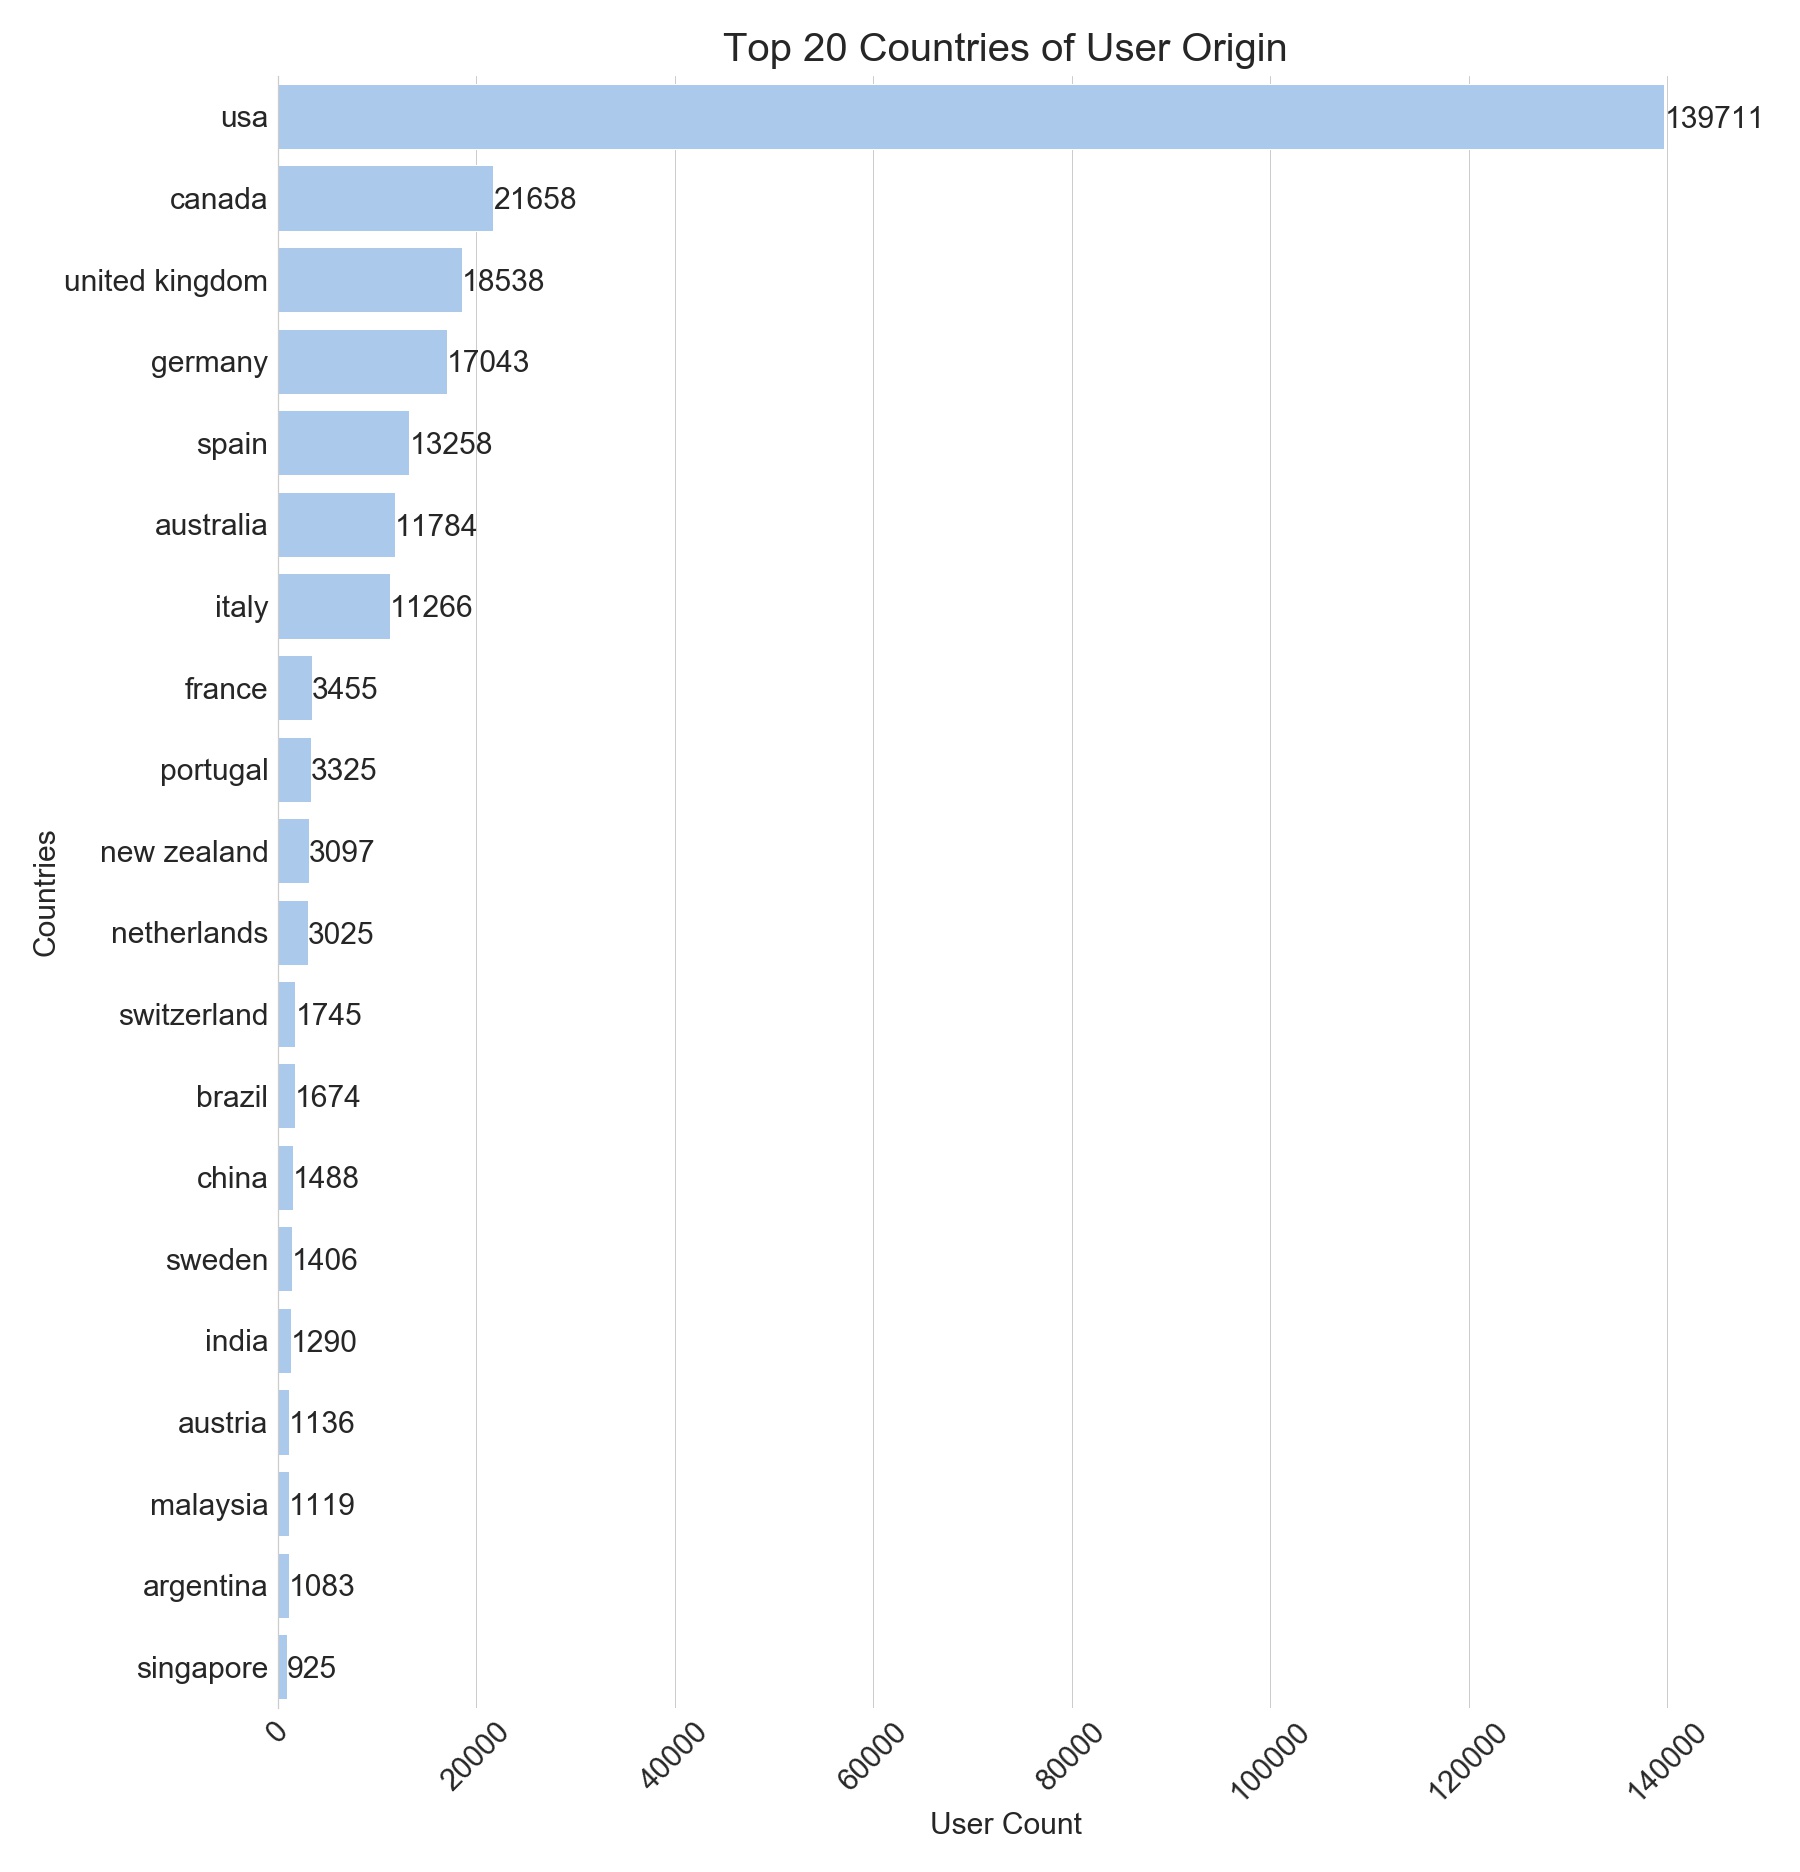 Top 20 Countries of User Origin
usa 139711
canada 21658
united kingdom 18538
germany 17043
spain 13258
australia 11784
italy 11266
france 3455
portugal 3325
new zealand 3097
netherlands 3025
switzerland 1745
brazil 1674
china 1488
sweden 1406
india 1290
austria 1136
malaysia 1119
argentina 1083
singapore 925
Countries
0 20000 40000 60000 80000 100000 120000 140000
User Count